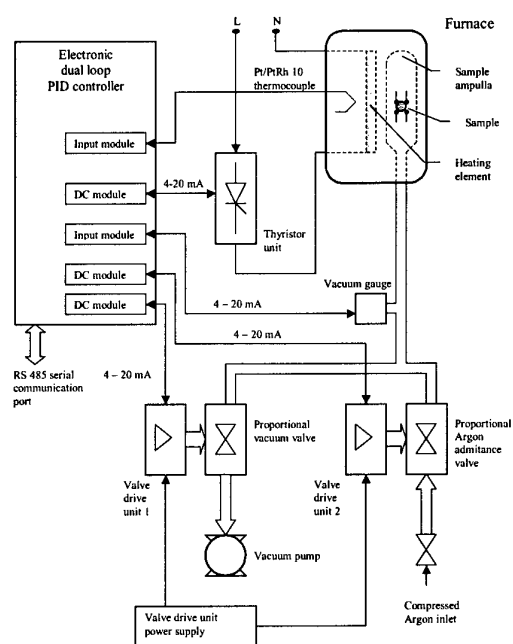 L
N
Furnace
Electronic
dual loop
PID controller
Pt/PtRh 10
thermocouple
Sample
ampulla
Sample
Heating
element
Input module
4-20 mA
DC module
Input module
Thyristor
unit
DC module
Vacuum gauge
DC module
4 – 20 mA
4 – 20 mA
RS 485 serial
communication
port
4 – 20 mA
Proportional
vacuum valve
Proportional
Argon
admitance
valve
Valve
drive
unit 1
Valve
drive
unit 2
Vacuum pump
Compressed
Argon inlet
Valve drive unit
power supply